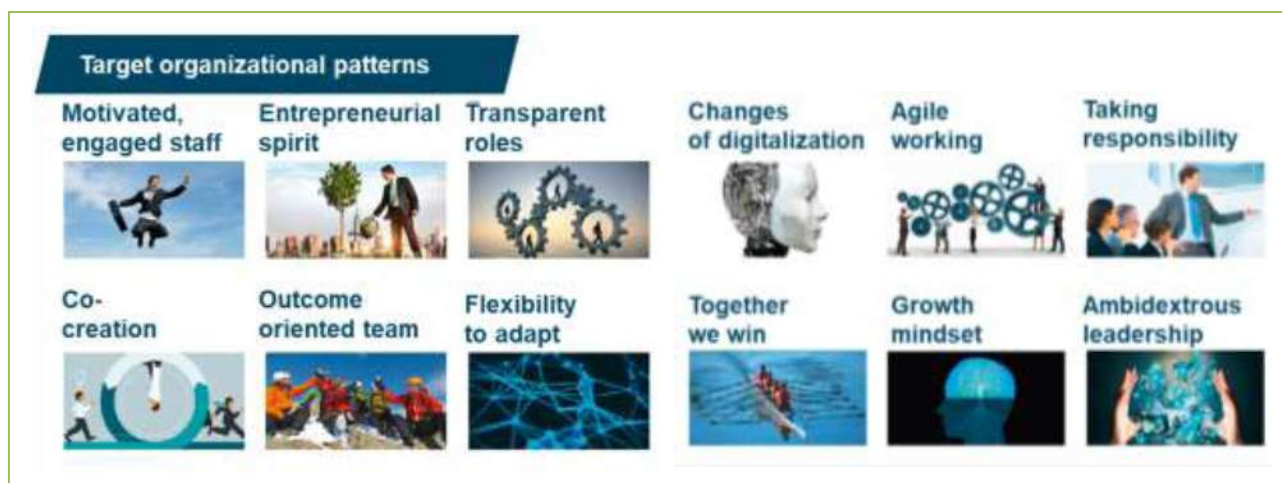 Target organizational patterns
Motivated,
engaged staff
Entrepreneurial
spirit
Transparent
roles
Changes
of digitalization
Agile
working
Taking
responsibility
Co-
creation
Outcome
oriented team
Flexibility
to adapt
Together
we win
Growth
mindset
Ambidextrous
leadership